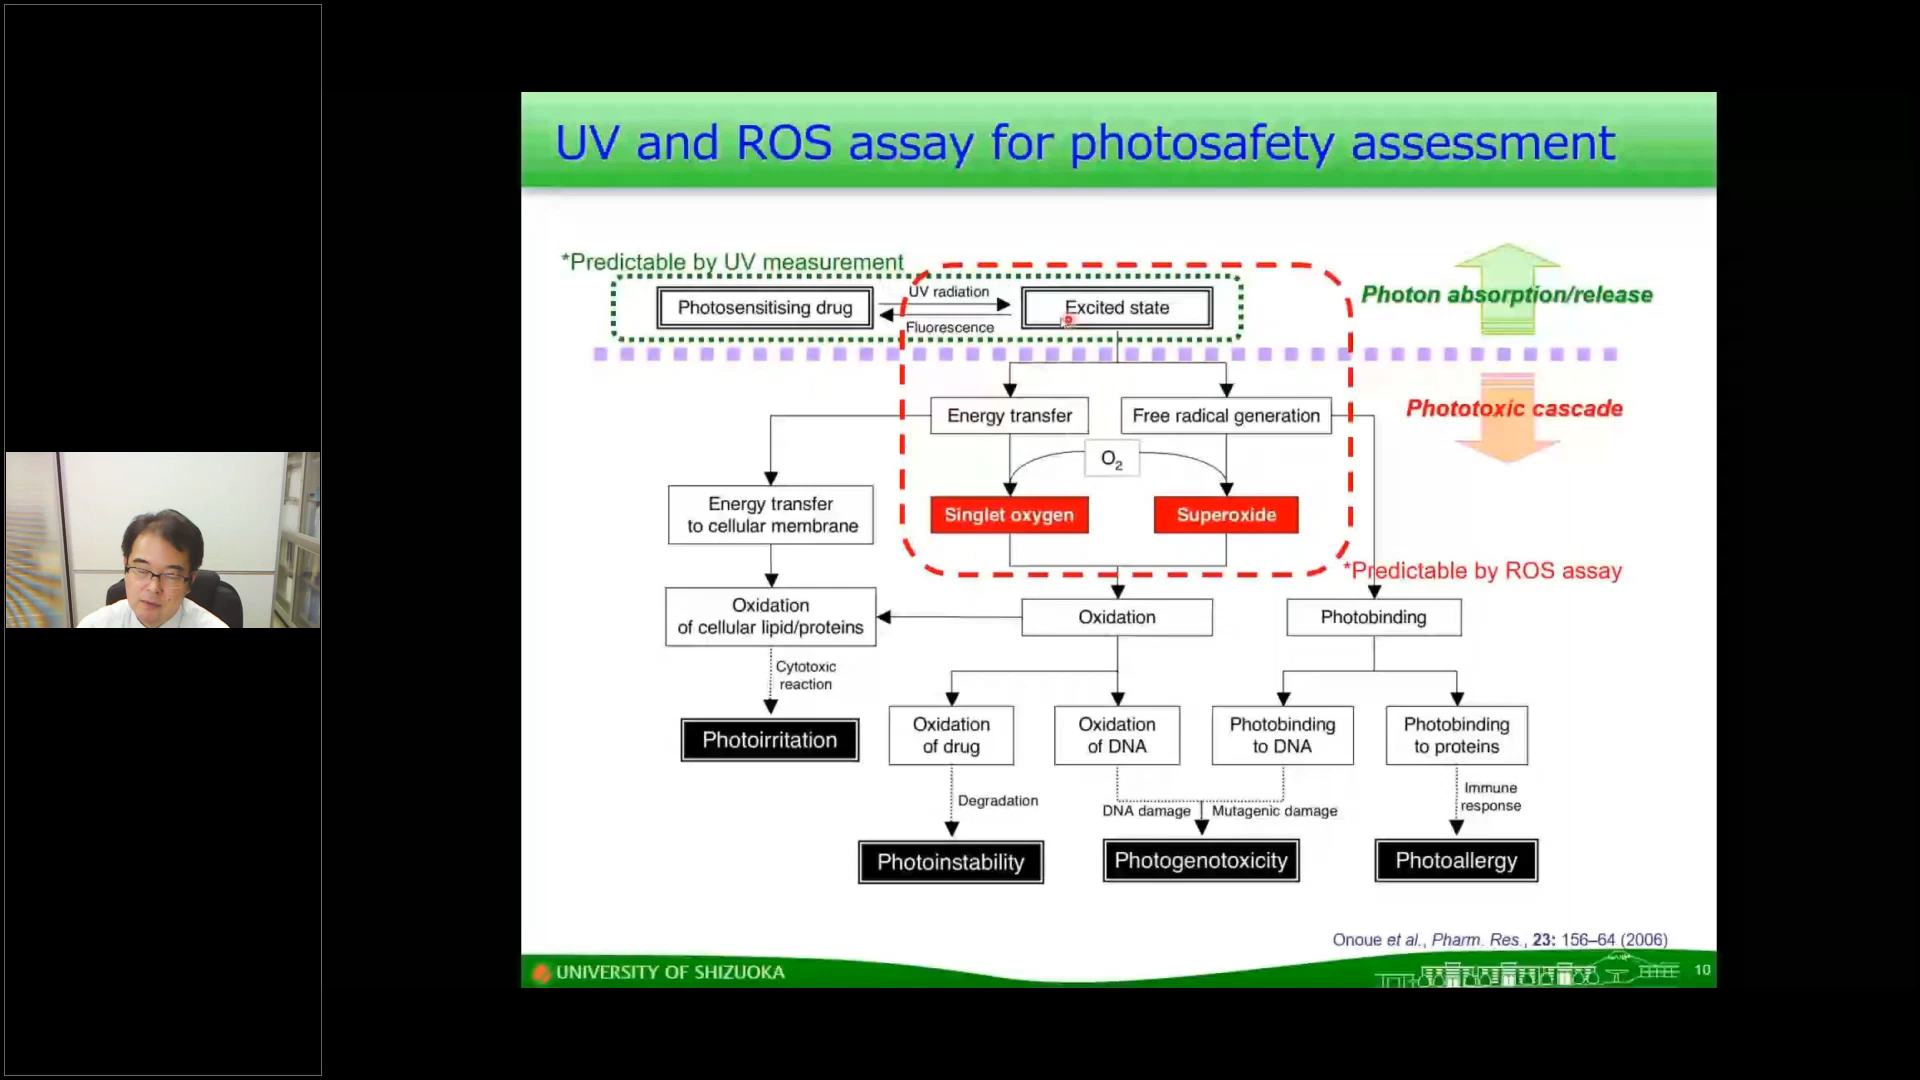 UV and ROS assay for photosafety assessment
*Predictable by UV measurement
Photosensitising drug
UV radiation
Fluorescence
Excited state
Photon absorption/release
Phototoxic cascade
Energy transfer
Free radical generation
O2
Energy transfer
to cellular membrane
Singlet oxygen
Superoxide
*Predictable by ROS assay
Oxidation
of cellular lipid/proteins
Oxidation
Photobinding
Cytotoxic
reaction
Photoirritation
Oxidation
of drug
Oxidation
of DNA
Photobinding
to DNA
Photobinding
to proteins
Degradation
DNA damage
Mutagenic damage
Immune
response
Photoinstability
Photogenotoxicity
Photoallergy
Onoue et al., Pharm. Res., 23: 156–64 (2006)
UNIVERSITY OF SHIZUOKA
10